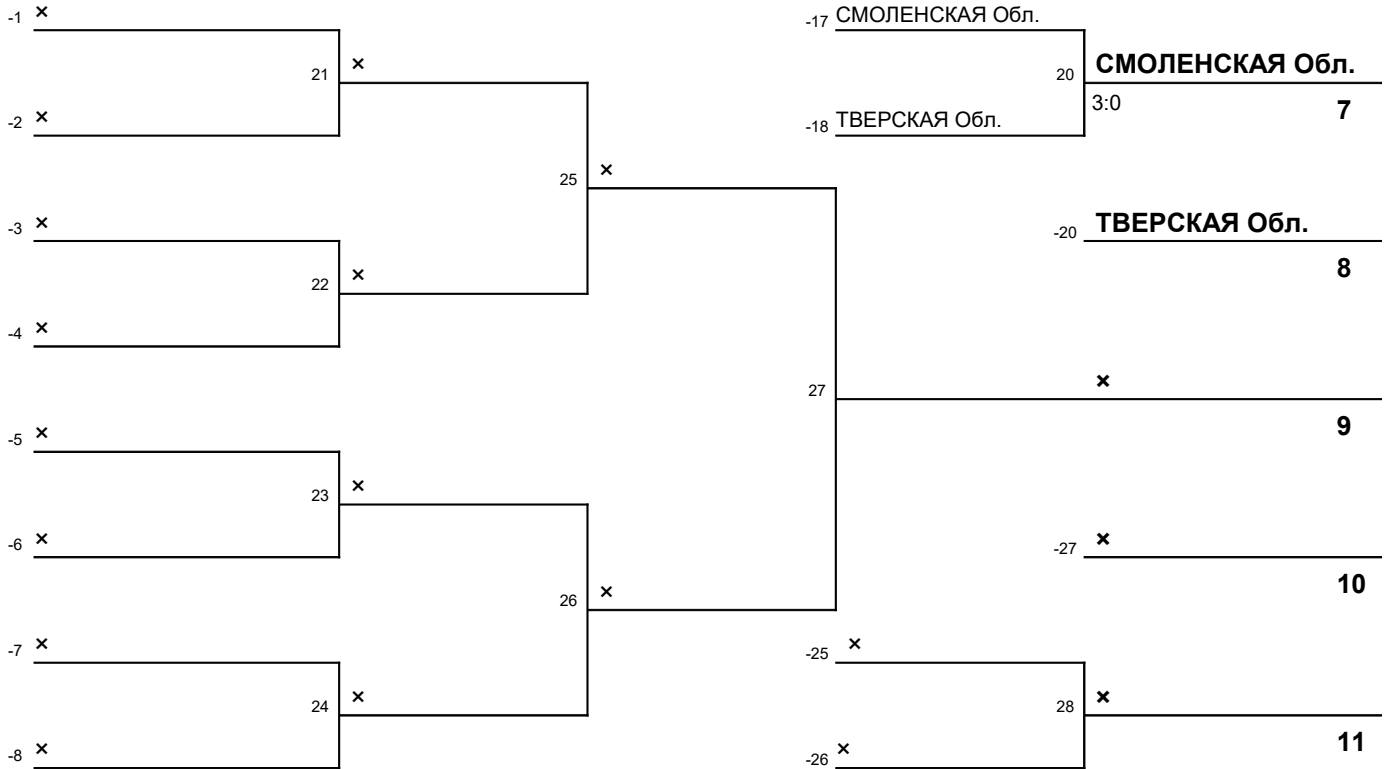 -1 × -17 СМОЛЕНСКАЯ Обл.
21 × 20 СМОЛЕНСКАЯ Обл.
3:0 7
-2 × -18 ТВЕРСКАЯ Обл.
25 ×
-3 × -20 ТВЕРСКАЯ Обл.
22 × 8
-4 ×
27 ×
9
-5 ×
23 ×
-6 × -27 ×
10
26 ×
-7 × -25 ×
24 × 28 ×
11
-8 × -26 ×